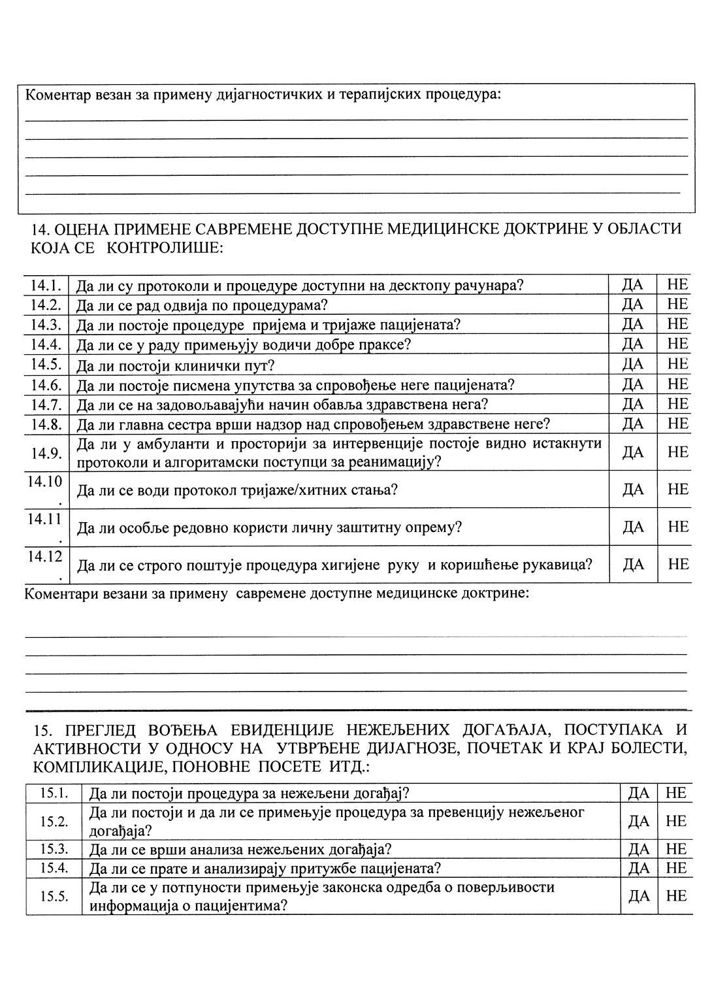 Коментар везан за примену дијагностичких и терапијских процедура:
14. ОЦЕНА ПРИМЕНЕ САВРЕМЕНЕ ДОСТУПНЕ МЕДИЦИНСКЕ ДОКТРИНЕ У ОБЛАСТИ
КОЈА СЕ КОНТРОЛИШЕ:
14.1. Да ли су протоколи и процедуре доступни на десктопу рачунара? ДА НЕ
14.2. Да ли се рад одвија по процедурама? ДА НЕ
14.3. Да ли постоје процедуре пријема и тријаже пацијената? ДА НЕ
14.4. Да ли се у раду примењују водичи добре праксе? ДА НЕ
14.5. Да ли постоји клинички пут? ДА НЕ
14.6. Да ли постоје писмена упутства за спровођење неге пацијената? ДА НЕ
14.7. Да ли се на задовољавајући начин обавља здравствена нега? ДА НЕ
14.8. Да ли главна сестра врши надзор над спровођењем здравствене неге? ДА НЕ
14.9. Да ли у амбуланти и просторији за интервенције постоје видно истакнути
протоколи и алгоритамски поступци за реанимацију? ДА НЕ
14.10
. Да ли се води протокол тријаже/хитних стања? ДА НЕ
14.11
. Да ли особље редовно користи личну заштитну опрему? ДА НЕ
14.12
. Да ли се строго поштује процедура хигијене руку и коришћење рукавица? ДА НЕ
Коментари везани за примену савремене доступне медицинске доктрине:
15. ПРЕГЛЕД ВОЂЕЊА ЕВИДЕНЦИЈЕ НЕЖЕЉЕНИХ ДОГАЂАЈА, ПОСТУПАКА И
АКТИВНОСТИ У ОДНОСУ НА УТВРЂЕНЕ ДИЈАГНОЗЕ, ПОЧЕТАК И КРАЈ БОЛЕСТИ,
КОМПЛИКАЦИЈЕ, ПОНОВНЕ ПОСЕТЕ ИТД.:
15.1. Да ли постоји процедура за нежељени догађај? ДА НЕ
15.2. Да ли постоји и да ли се примењује процедура за превенцију нежељеног
догађаја? ДА НЕ
15.3. Да ли се врши анализа нежељених догађаја? ДА НЕ
15.4. Да ли се прате и анализирају притужбе пацијената? ДА НЕ
15.5. Да ли се у потпуности примењује законска одредба о поверљивости
информација о пацијентима? ДА НЕ